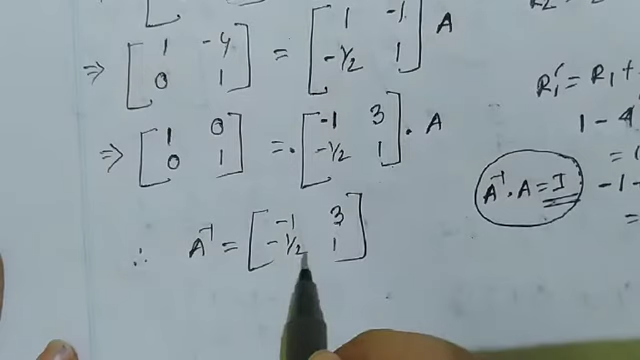 ⇒ [1 -4; 0 1] = [1 -1; -1/2 1] A
R₁' = R₁ +
1 - 4
⇒ [1 0; 0 1] = . [-1 3; -1/2 1] . A
= (
A⁻¹ . A = I
- 1 -
=
∴ A⁻¹ = [-1 3; -1/2 1]